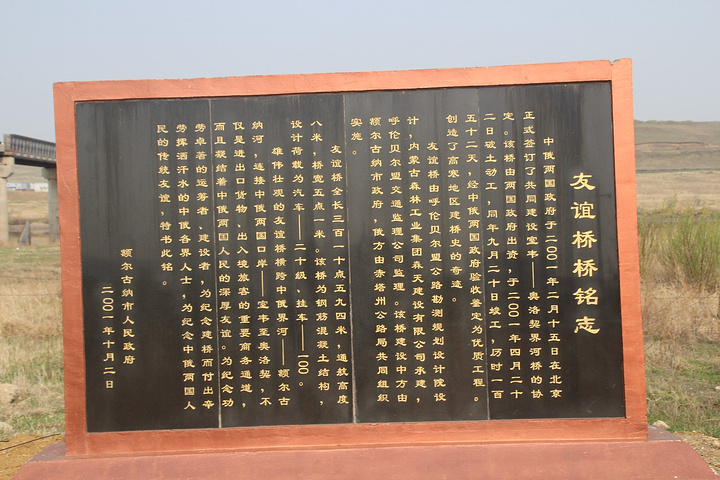 友谊桥桥铭志
中俄两国政府于二00一年二月十五日在北京
正式签订了共同建设室韦——奥洛契界河桥的协
定。该桥由两国政府出资，于二00一年四月二十
二日破土动工，同年九月二十日竣工，历时一百
五十二天，经中俄两国政府验收鉴定为优质工程。
创造了高寒地区建桥史的奇迹。
友谊桥由呼伦贝尔盟公路勘测规划设计院设
计，内蒙古森林工业集团森天建设有限公司承建，
呼伦贝尔盟交通监理公司监理。该桥建设中方由
额尔古纳市政府，俄方由赤塔州公路局共同组织
实施。
友谊桥全长三百一十点五九四米，通航高度
八米，桥宽五点一米。该桥为钢筋混凝土结构，
设计荷载为汽车——二十级、挂车——100。
雄伟壮观的友谊桥横跨中俄界河——额尔古
纳河，连接中俄两国口岸——室韦至奥洛契，不
仅是进出口货物、出入境旅客的重要商务通道，
而且凝结着中俄两国人民的深厚友谊。为纪念功
劳卓著的运筹者、建设者，为纪念建桥而付出辛
劳挥洒汗水的中俄各界人士，为纪念中俄两国人
民的传统友谊，特书此铭。
额尔古纳市人民政府
二00一年十月二日